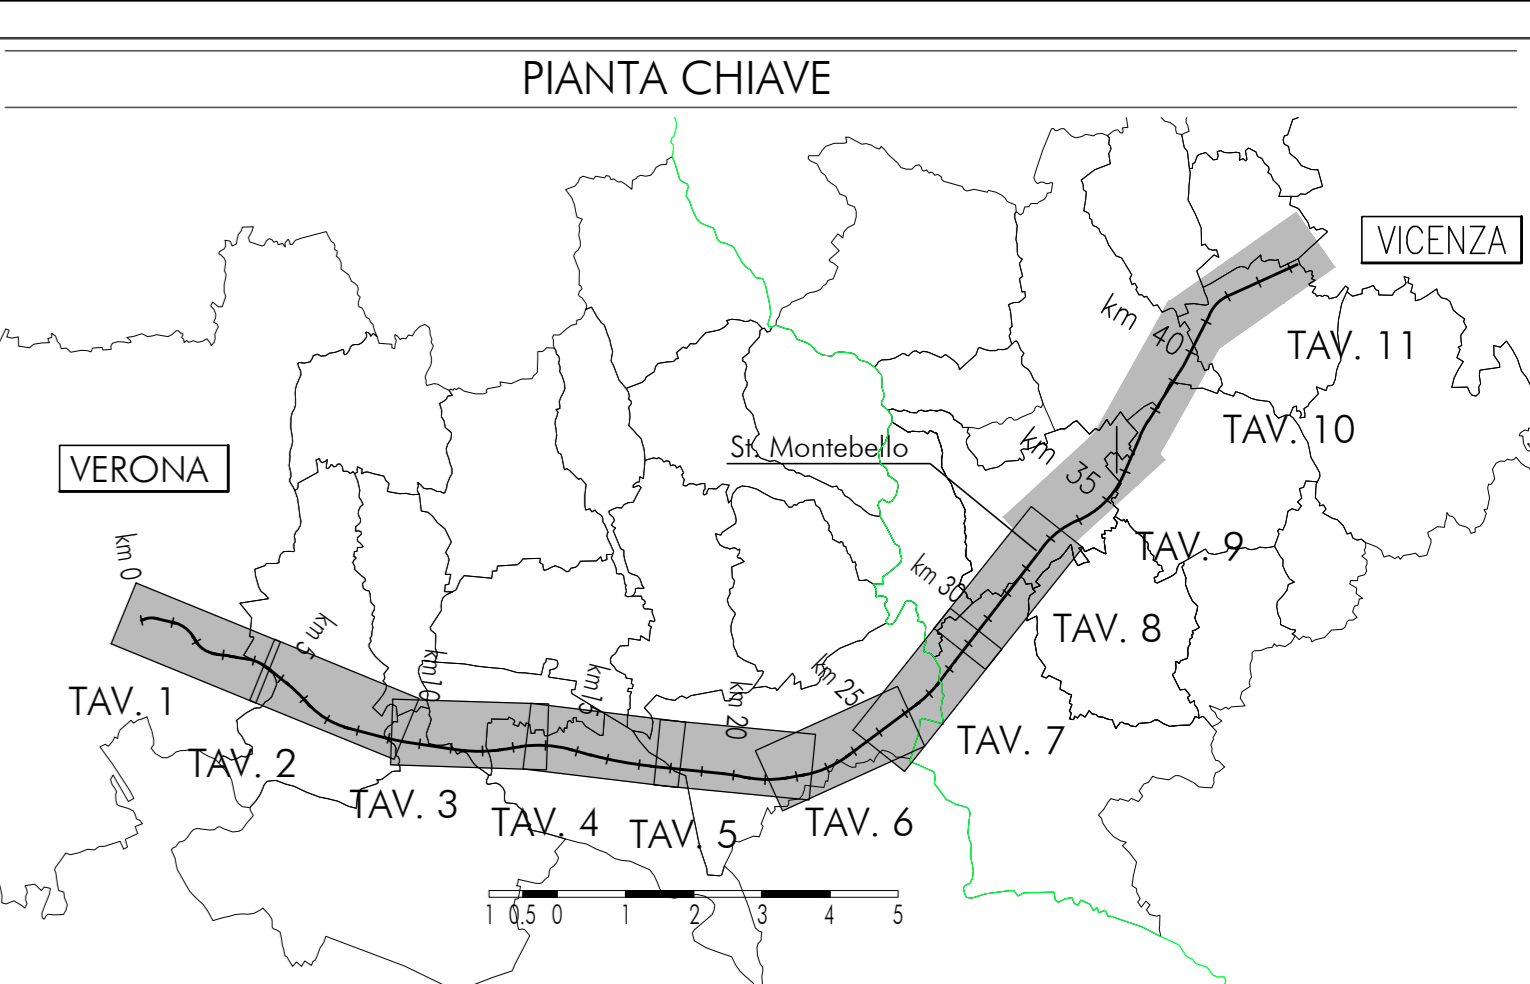 PIANTA CHIAVE
VICENZA
km 40
TAV. 11
TAV. 10
St. Montebello
km 35
VERONA
TAV. 9
km 0
km 30
TAV. 8
km 5
km 25
km 10
km 15
km 20
TAV. 1
TAV. 7
TAV. 2
TAV. 3
TAV. 4
TAV. 5
TAV. 6
1 0.5 0 1 2 3 4 5